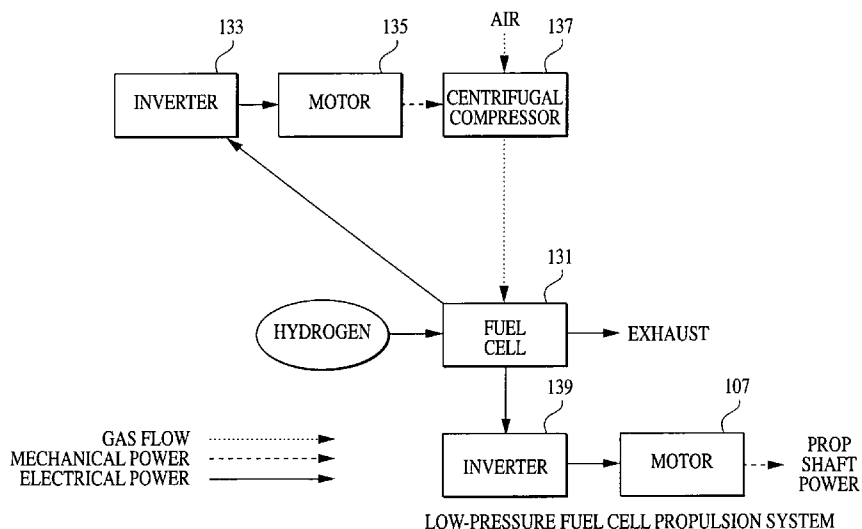 133
135
AIR
137
INVERTER
MOTOR
CENTRIFUGAL
COMPRESSOR
131
HYDROGEN
FUEL
CELL
EXHAUST
139
107
GAS FLOW
MECHANICAL POWER
ELECTRICAL POWER
INVERTER
MOTOR
PROP
SHAFT
POWER
LOW-PRESSURE FUEL CELL PROPULSION SYSTEM